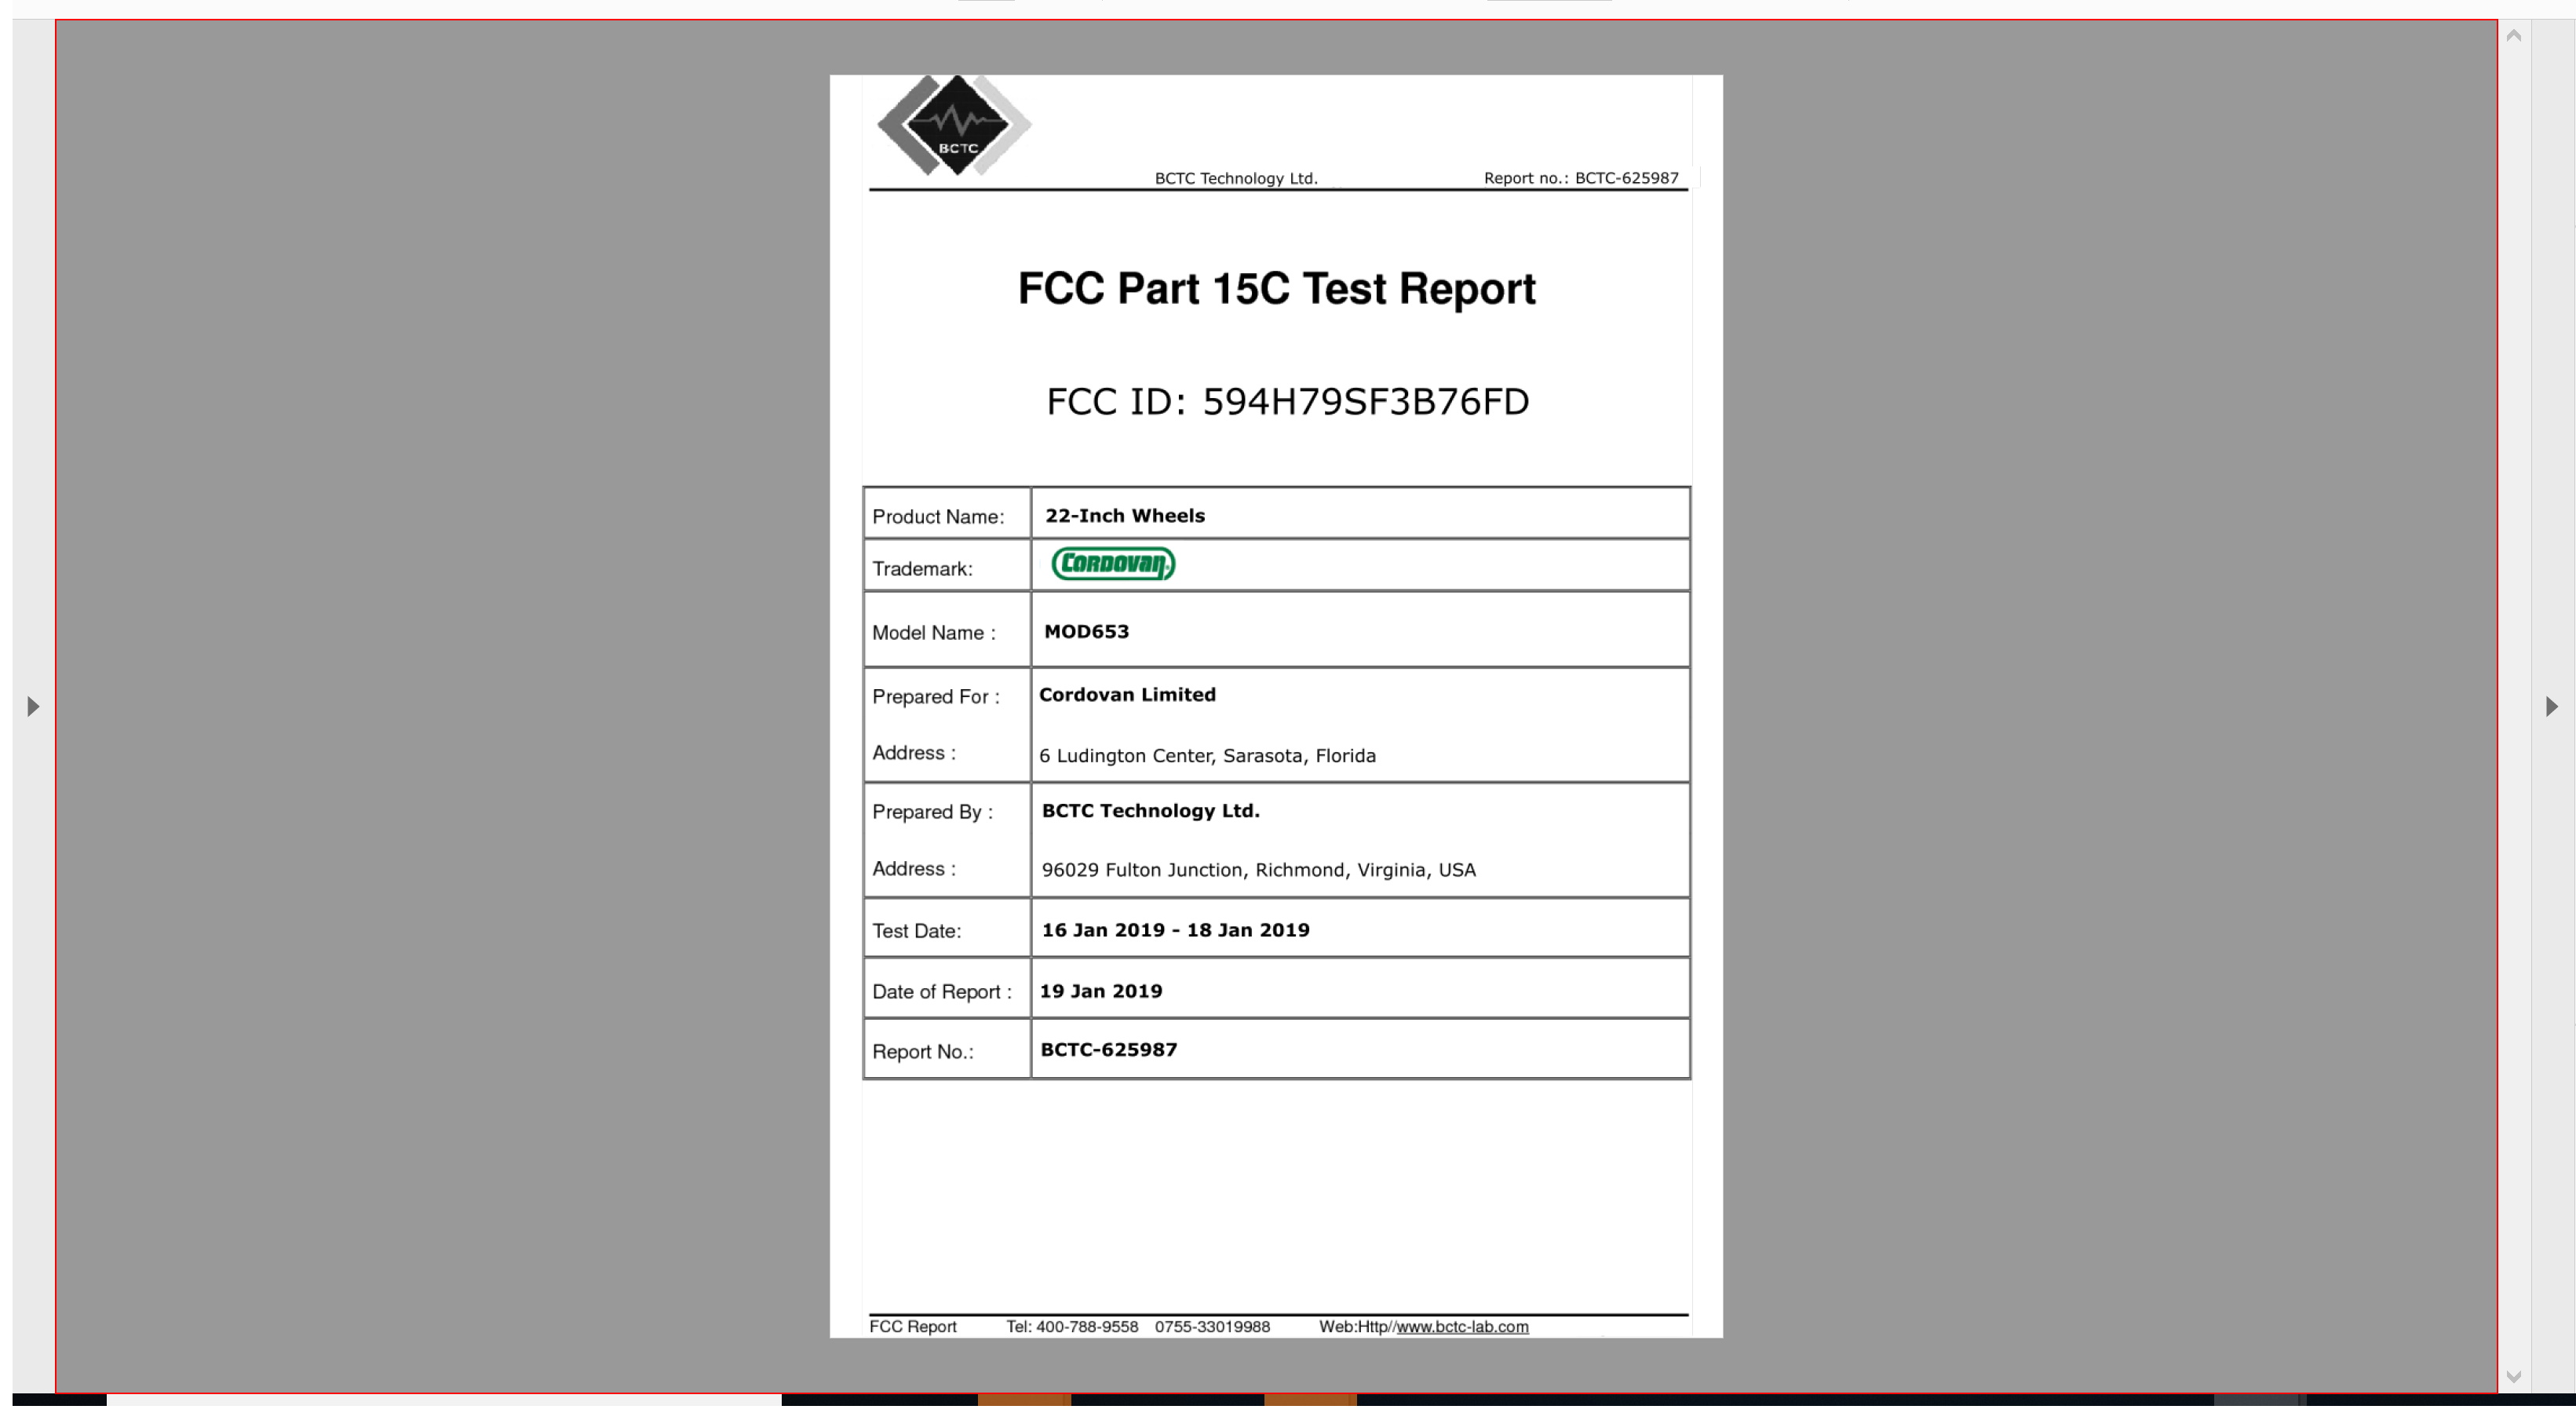 BCTC
BCTC Technology Ltd. Report no.: BCTC-625987
FCC Part 15C Test Report
FCC ID: 594H79SF3B76FD
Product Name: 22-Inch Wheels
Trademark: Cordovan
Model Name : MOD653
Prepared For : Cordovan Limited
Address : 6 Ludington Center, Sarasota, Florida
Prepared By : BCTC Technology Ltd.
Address : 96029 Fulton Junction, Richmond, Virginia, USA
Test Date: 16 Jan 2019 - 18 Jan 2019
Date of Report : 19 Jan 2019
Report No.: BCTC-625987
FCC Report Tel: 400-788-9558 0755-33019988 Web:Http//www.bctc-lab.com